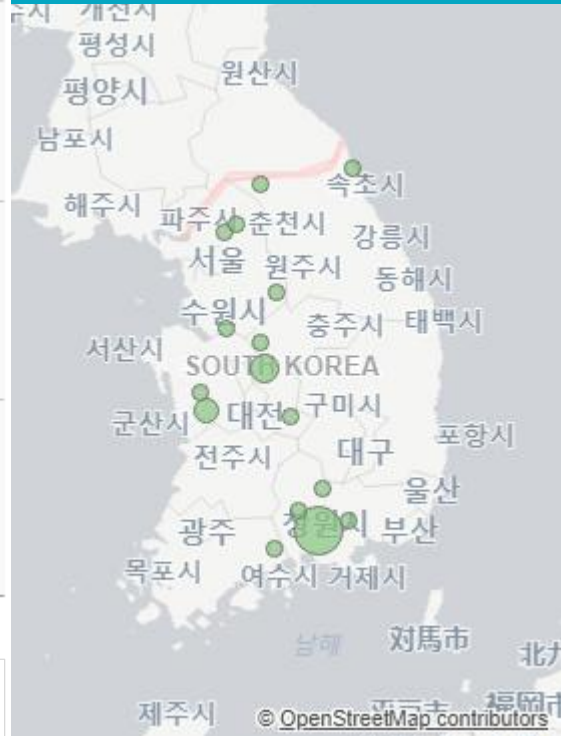 개천시
평성시
원산시
평양시
남포시
해주시
속초시
파주시
춘천시
강릉시
서울
원주시
동해시
수원시
충주시
태백시
서산시
SOUTH KOREA
구미시
대전
군산시
포항시
전주시
대구
울산
창원시
광주
부산
목포시
여수시
거제시
남해
対馬市
제주시
福岡市
© OpenStreetMap contributors